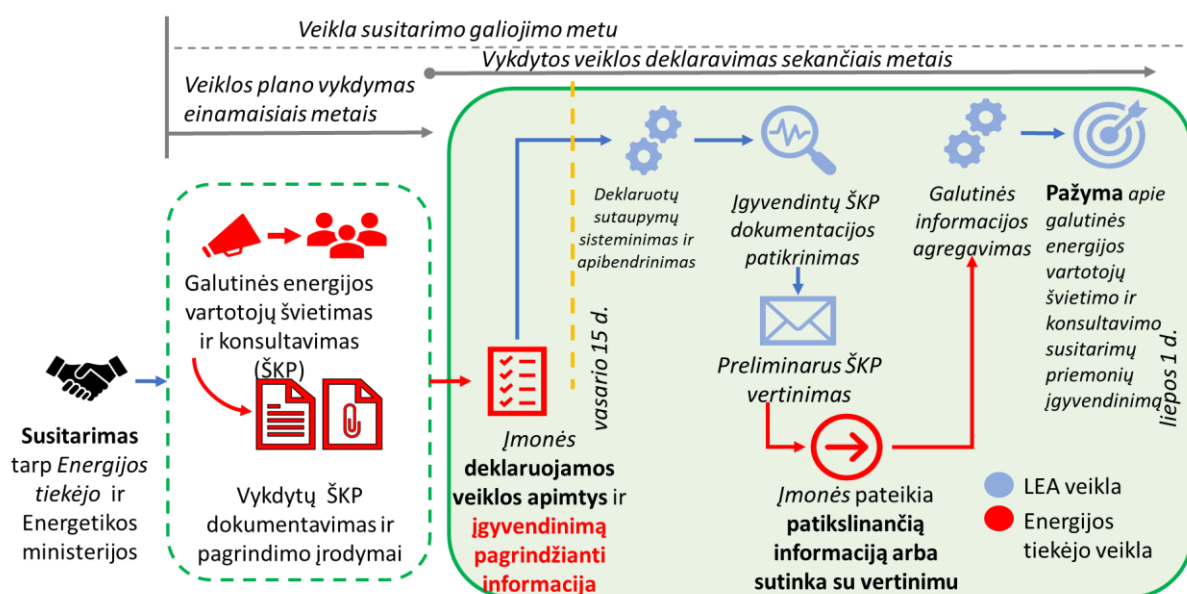 Veikla susitarimo galiojimo metu
Vykdytos veiklos deklaravimas sekančiais metais
Veiklos plano vykdymas
einamaisiais metais
Susitarimas
tarp Energijos
tiekėjo ir
Energetikos
ministerijos
Galutinės energijos
vartotojų švietimas
ir konsultavimas
(ŠKP)
Vykdytų ŠKP
dokumentavimas ir
pagrindimo įrodymai
Įmonės
deklaruojamos
veiklos apimtys ir
įgyvendinimą
pagrindžianti
informacija
vasario 15 d.
Deklaruotų
sutaupymų
sisteminimas ir
apibendrinimas
Įgyvendintų ŠKP
dokumentacijos
patikrinimas
Preliminarus ŠKP
vertinimas
Įmonės pateikia
patikslinančią
informaciją arba
sutinka su vertinimu
Galutinės
informacijos
agregavimas
Pažyma apie
galutinės
energijos
vartotojų
švietimo ir
konsultavimo
susitarimų
priemonių
įgyvendinimą
liepos 1 d.
LEA veikla
Energijos
tiekėjo veikla